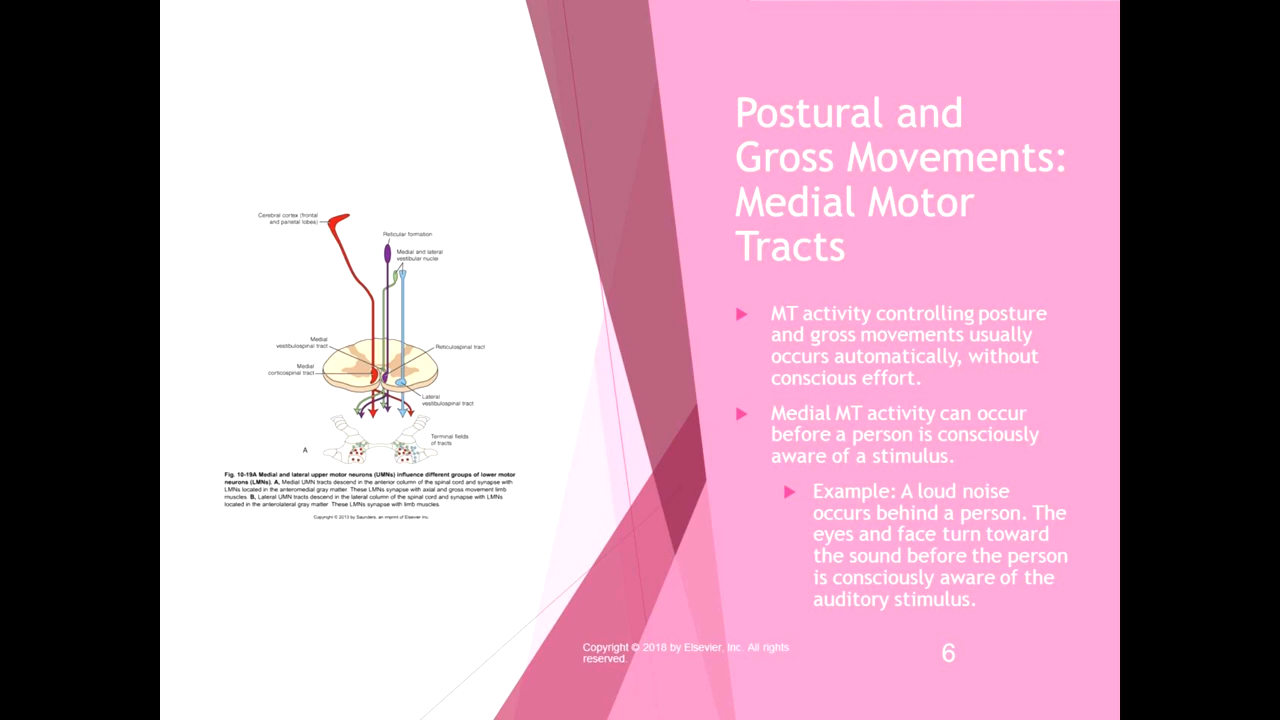 Postural and
Gross Movements:
Medial Motor
Tracts
MT activity controlling posture
and gross movements usually
occurs automatically, without
conscious effort.
Medial MT activity can occur
before a person is consciously
aware of a stimulus.
Example: A loud noise
occurs behind a person. The
eyes and face turn toward
the sound before the person
is consciously aware of the
auditory stimulus.
Cerebral cortex (frontal
and parietal lobes)
Reticular formation
Medial and lateral
vestibular nuclei
Medial
vestibulospinal tract
Reticulospinal tract
Medial
corticospinal tract
Lateral
vestibulospinal tract
Terminal fields
of tracts
A
Fig. 10-19A Medial and lateral upper motor neurons (UMNs) influence different groups of lower motor
neurons (LMNs). A, Medial UMN tracts descend in the anterior column of the spinal cord and synapse with
LMNs located in the anteromedial gray matter. These LMNs synapse with axial and gross movement limb
muscles. B, Lateral UMN tracts descend in the lateral column of the spinal cord and synapse with LMNs
located in the anterolateral gray matter. These LMNs synapse with limb muscles.
Copyright © 2013 by Saunders, an imprint of Elsevier Inc.
Copyright © 2018 by Elsevier, Inc. All rights
reserved.
6